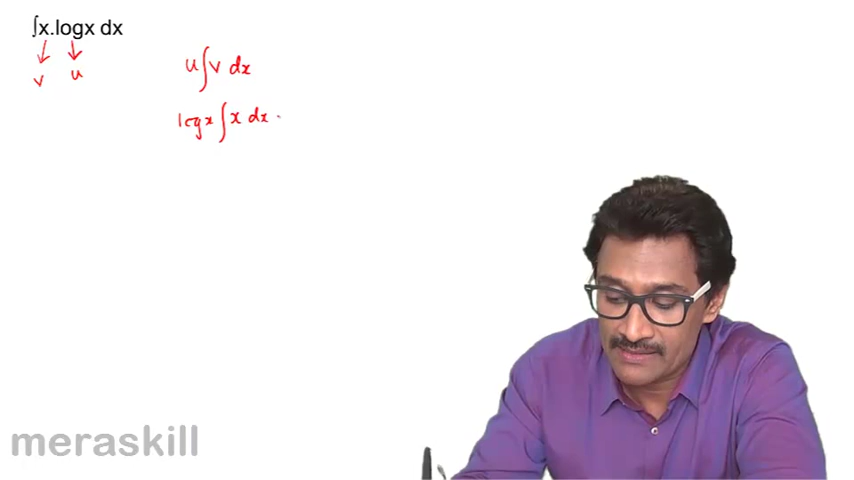 ∫x.logx dx
v u
u∫v dx
logx∫x dx -
meraskill